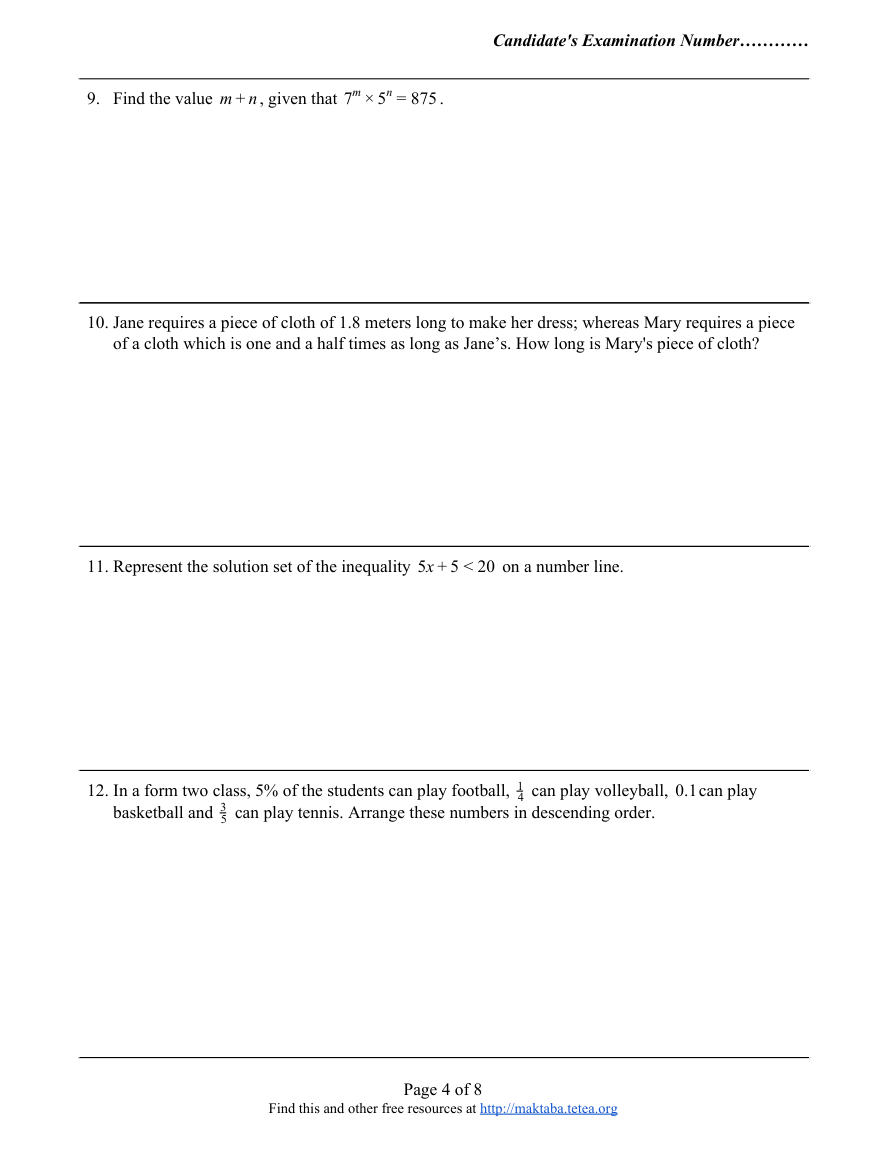 Candidate's Examination Number…………
9. Find the value m + n, given that 7ᵐ × 5ⁿ = 875.
10. Jane requires a piece of cloth of 1.8 meters long to make her dress; whereas Mary requires a piece
of a cloth which is one and a half times as long as Jane’s. How long is Mary's piece of cloth?
11. Represent the solution set of the inequality 5x + 5 < 20 on a number line.
12. In a form two class, 5% of the students can play football, 1/4 can play volleyball, 0.1can play
basketball and 3/5 can play tennis. Arrange these numbers in descending order.
Page 4 of 8
Find this and other free resources at http://maktaba.tetea.org